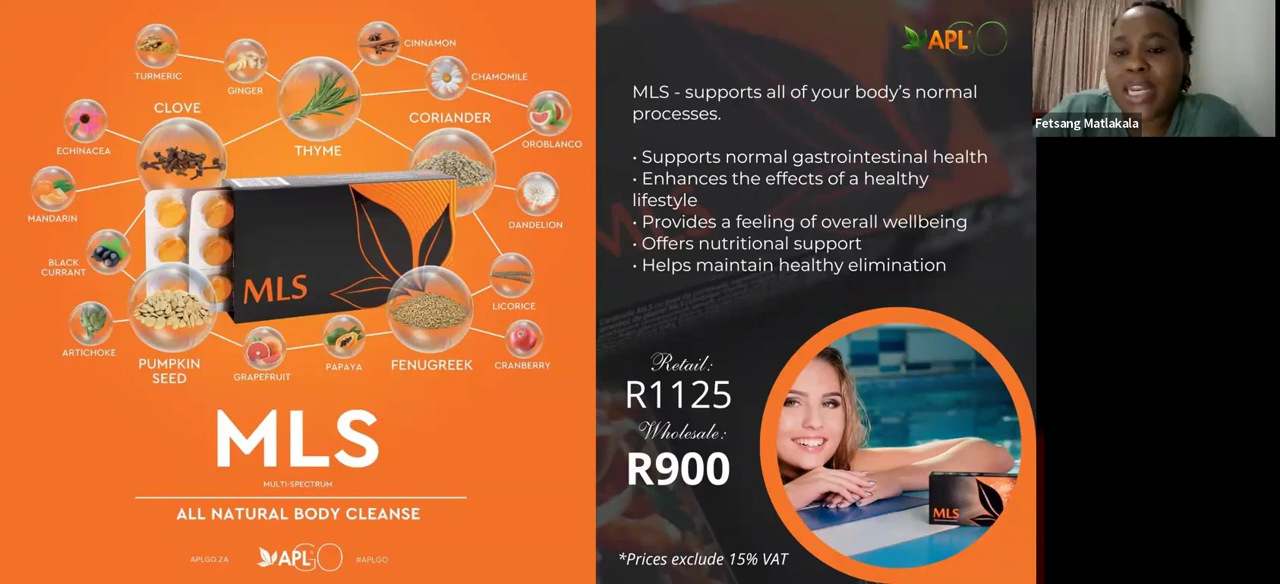 TURMERIC
GINGER
CINNAMON
CHAMOMILE
CLOVE
THYME
CORIANDER
OROBLANCO
ECHINACEA
MANDARIN
DANDELION
BLACK
CURRANT
MLS
LICORICE
ARTICHOKE
PUMPKIN
SEED
GRAPEFRUIT
PAPAYA
FENUGREEK
CRANBERRY
MLS
MULTI-SPECTRUM
ALL NATURAL BODY CLEANSE
APLGO.ZA
APLGO
#APLGO
APLGO
MLS - supports all of your body's normal
processes.
· Supports normal gastrointestinal health
· Enhances the effects of a healthy
lifestyle
· Provides a feeling of overall wellbeing
· Offers nutritional support
· Helps maintain healthy elimination
Retail:
R1125
Wholesale:
R900
MLS
*Prices exclude 15% VAT
Fetsang Matlakala